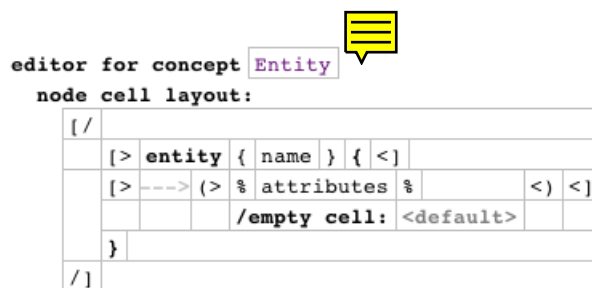 editor for concept Entity
node cell layout:
[/
[> entity { name } { <]
[> ---> (> % attributes % <) <]
/empty cell: <default>
}
/]